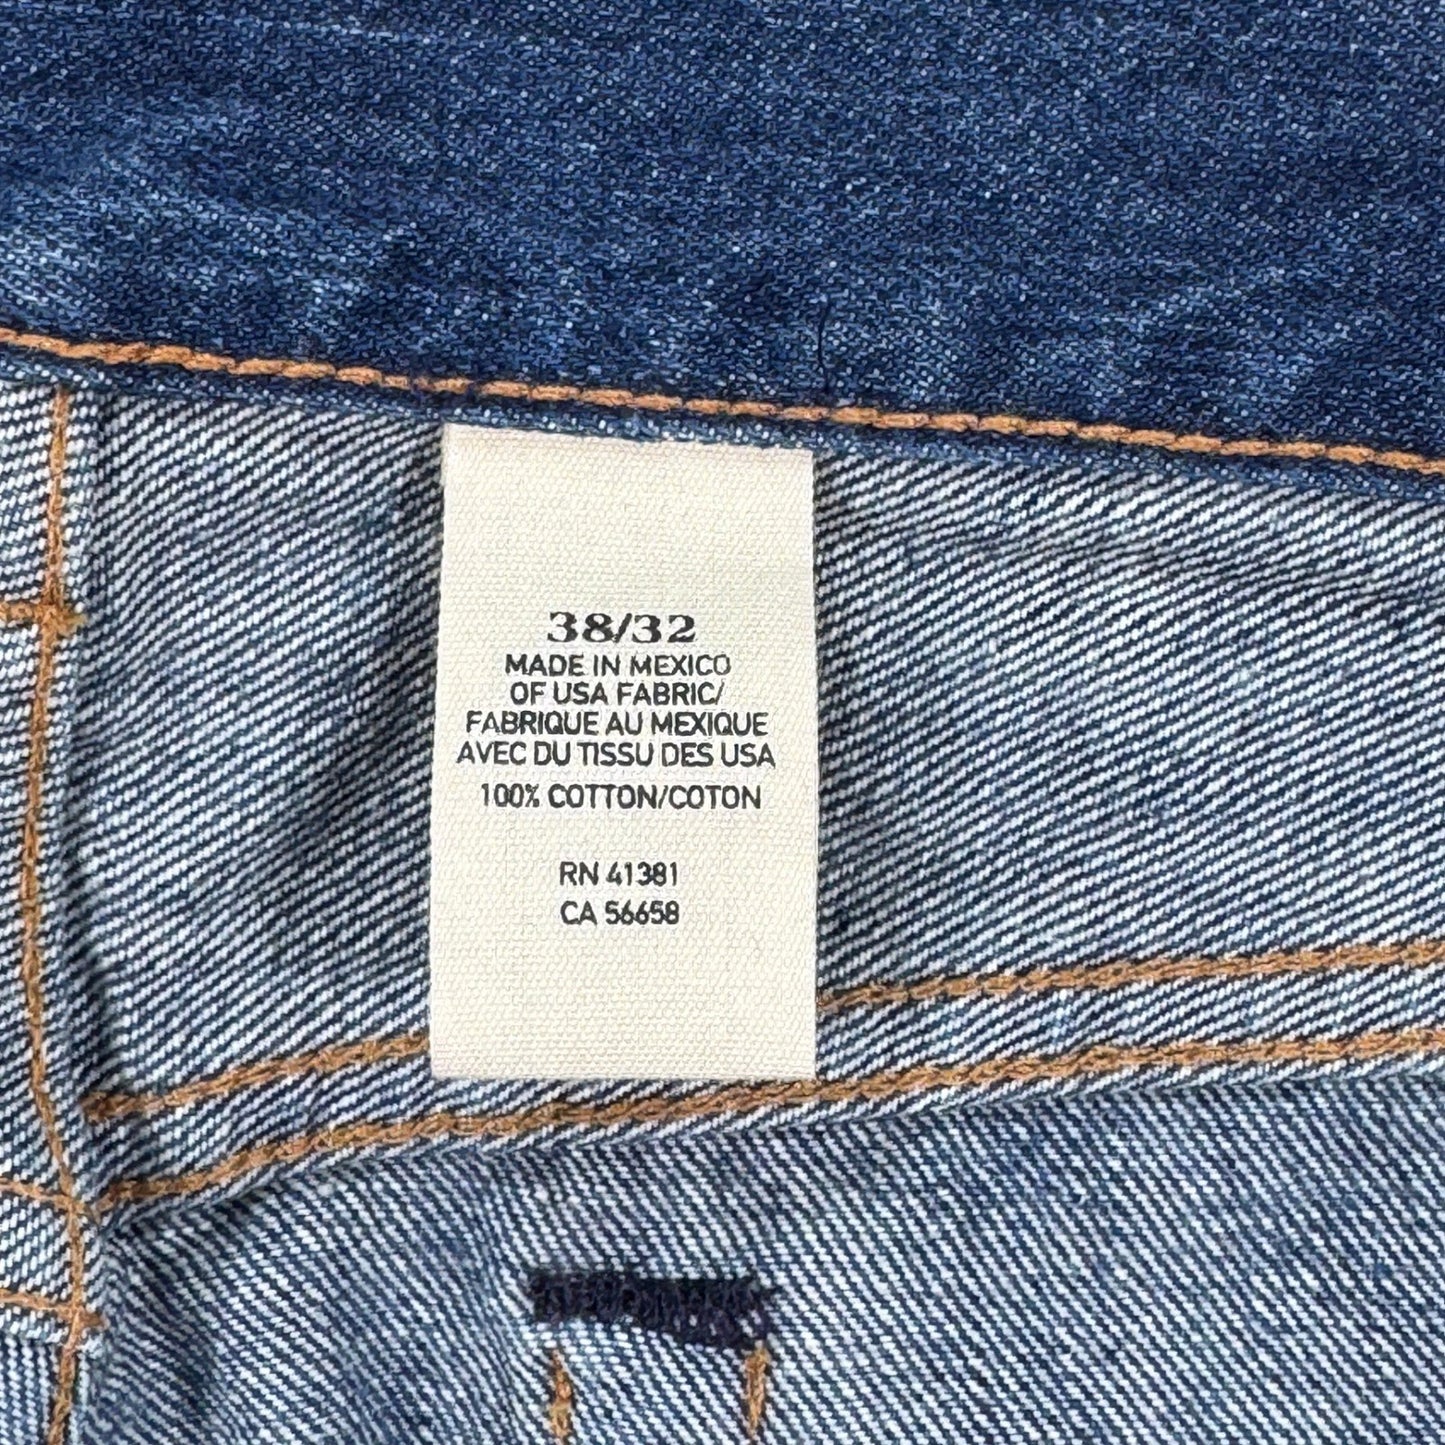 38/32
MADE IN MEXICO
OF USA FABRIC/
FABRIQUE AU MEXIQUE
AVEC DU TISSU DES USA
100% COTTON/COTON
RN 41381
CA 56658